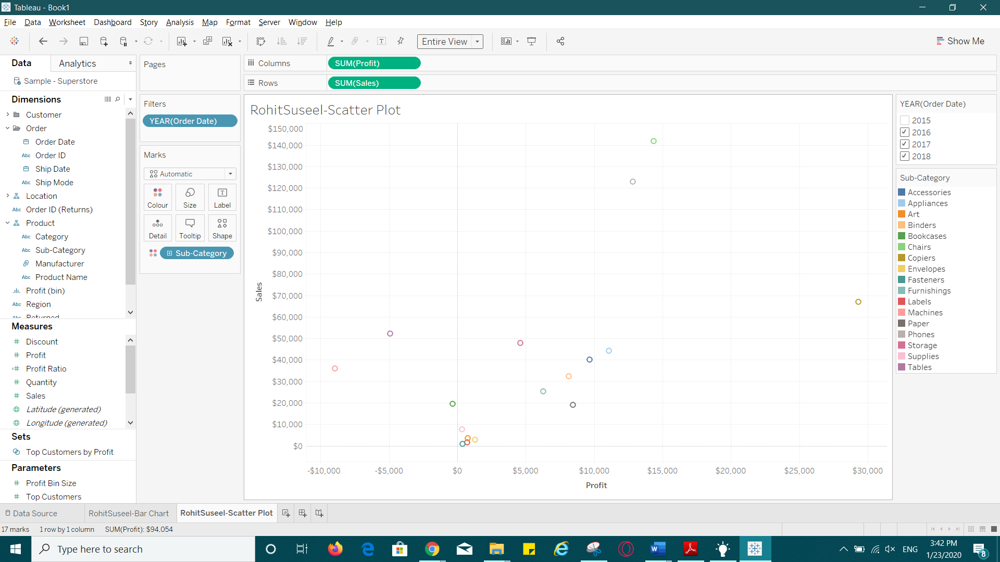 Tableau - Book1
File Data Worksheet Dashboard Story Analysis Map Format Server Window Help
Entire View
Show Me
Data Analytics
Sample - Superstore
Dimensions
Customer
Order
Order Date
Abc Order ID
Ship Date
Abc Ship Mode
Location
Abc Order ID (Returns)
Product
Abc Category
Abc Sub-Category
Manufacturer
Abc Product Name
Profit (bin)
Abc Region
Abc Returned
Measures
# Discount
# Profit
=# Profit Ratio
# Quantity
# Sales
Latitude (generated)
Longitude (generated)
Sets
Top Customers by Profit
Parameters
# Profit Bin Size
# Top Customers
Pages
Filters
YEAR(Order Date)
Marks
Automatic
Colour Size Label
Detail Tooltip Shape
Sub-Category
Columns SUM(Profit)
Rows SUM(Sales)
RohitSuseel-Scatter Plot
$150,000
$140,000
$130,000
$120,000
$110,000
$100,000
$90,000
$80,000
$70,000
$60,000
$50,000
$40,000
$30,000
$20,000
$10,000
$0
Sales
-$10,000 -$5,000 $0 $5,000 $10,000 $15,000 $20,000 $25,000 $30,000
Profit
YEAR(Order Date)
2015
2016
2017
2018
Sub-Category
Accessories
Appliances
Art
Binders
Bookcases
Chairs
Copiers
Envelopes
Fasteners
Furnishings
Labels
Machines
Paper
Phones
Storage
Supplies
Tables
Data Source RohitSuseel-Bar Chart RohitSuseel-Scatter Plot
17 marks 1 row by 1 column SUM(Profit): $94,054
Type here to search
ENG
3:42 PM
1/23/2020
8